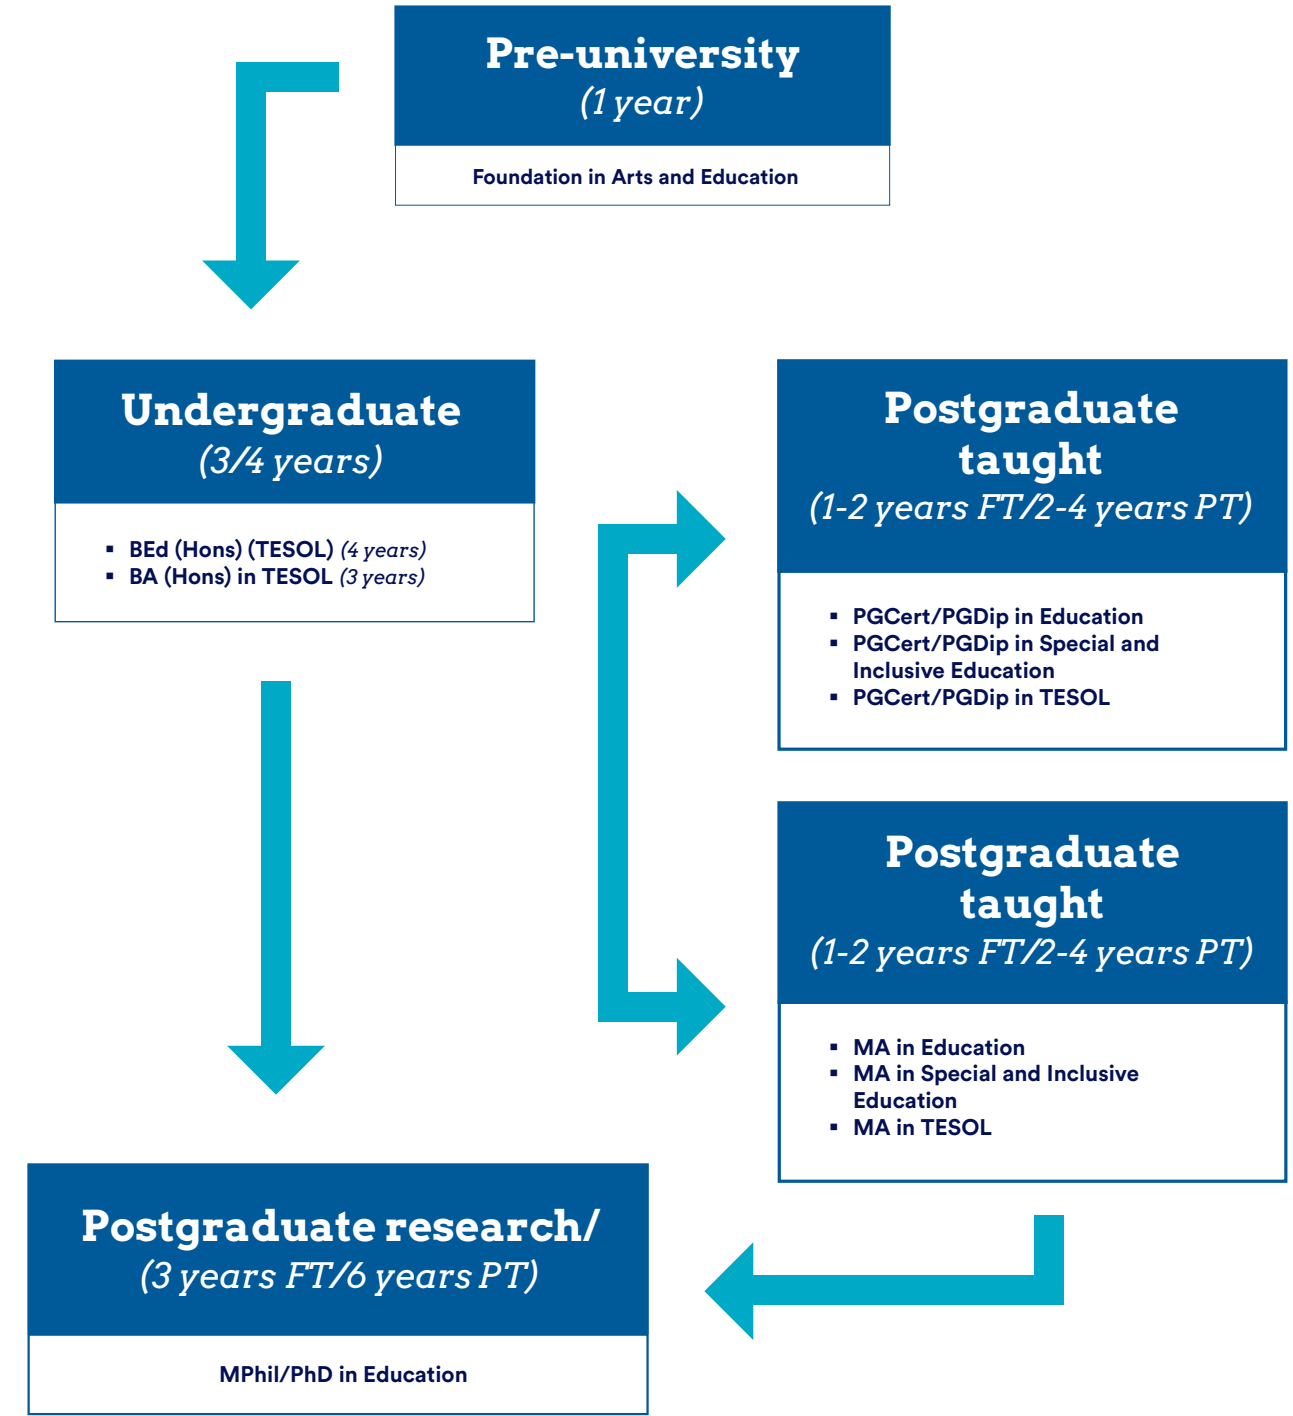 Pre-university
(1 year)
Foundation in Arts and Education
Undergraduate
(3/4 years)
▪ BEd (Hons) (TESOL) (4 years)
▪ BA (Hons) in TESOL (3 years)
Postgraduate
taught
(1-2 years FT/2-4 years PT)
▪ PGCert/PGDip in Education
▪ PGCert/PGDip in Special and
Inclusive Education
▪ PGCert/PGDip in TESOL
Postgraduate
taught
(1-2 years FT/2-4 years PT)
▪ MA in Education
▪ MA in Special and Inclusive
Education
▪ MA in TESOL
Postgraduate research/
(3 years FT/6 years PT)
MPhil/PhD in Education